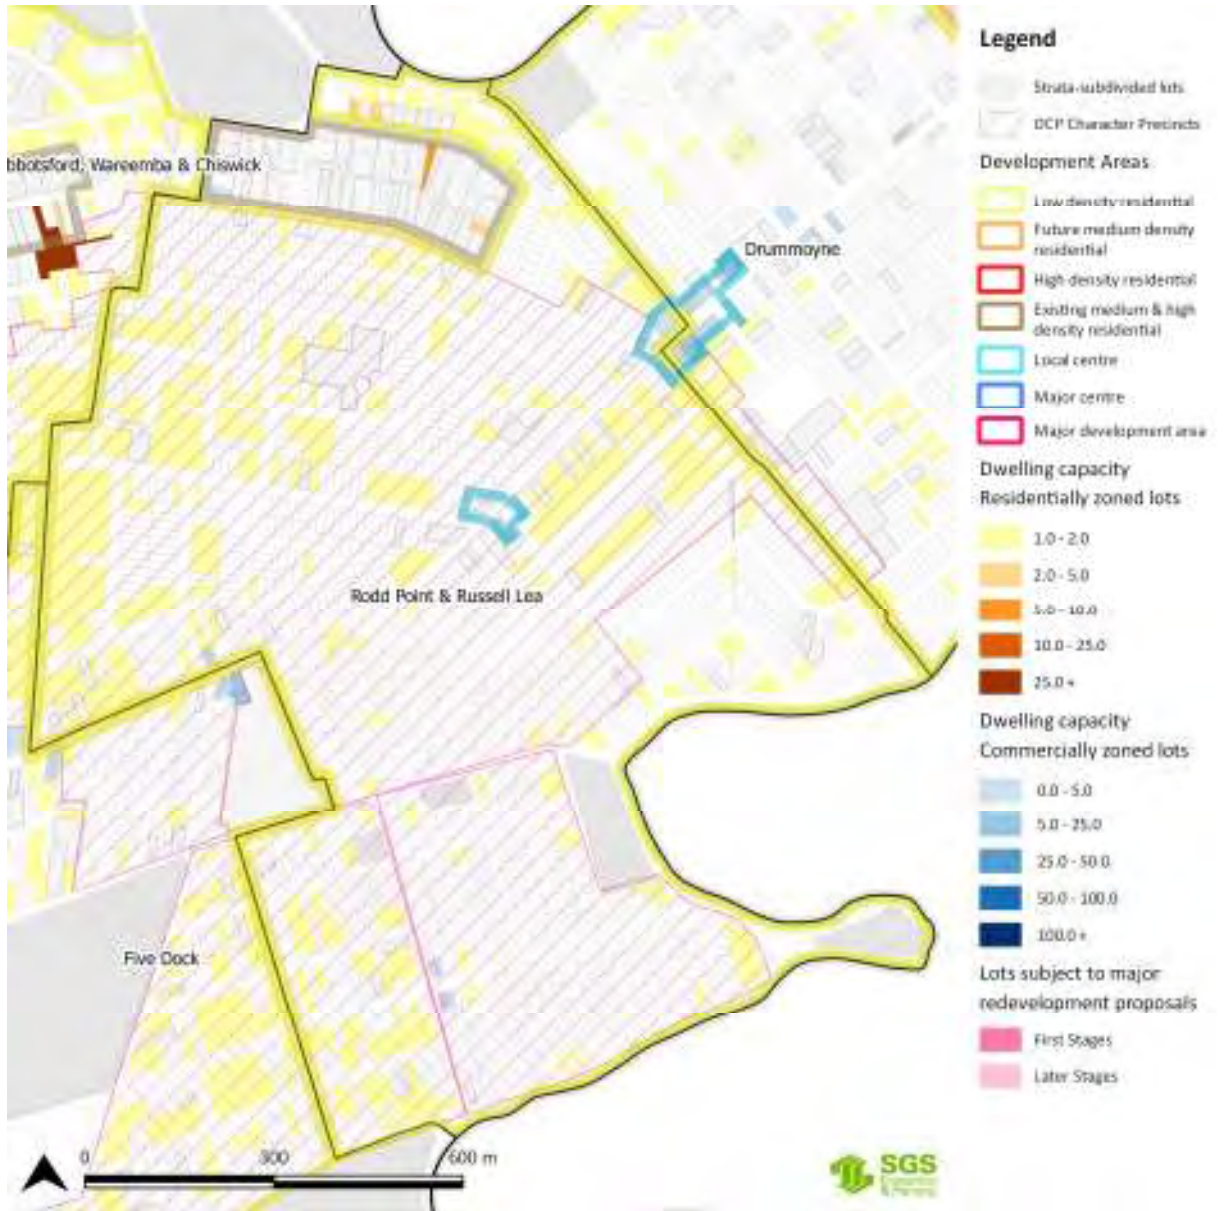 bbotsford, Wareemba & Chiswick
Drummoyne
Rodd Point & Russell Lea
Five Dock
0 300 600 m
Legend
Strata-subdivided lots
DCP Character Precincts
Development Areas
Low density residential
Future medium density
residential
High density residential
Existing medium & high
density residential
Local centre
Major centre
Major development area
Dwelling capacity
Residentially zoned lots
1.0 - 2.0
2.0 - 5.0
5.0 - 10.0
10.0 - 25.0
25.0 +
Dwelling capacity
Commercially zoned lots
0.0 - 5.0
5.0 - 25.0
25.0 - 50.0
50.0 - 100.0
100.0 +
Lots subject to major
redevelopment proposals
First Stages
Later Stages
SGS